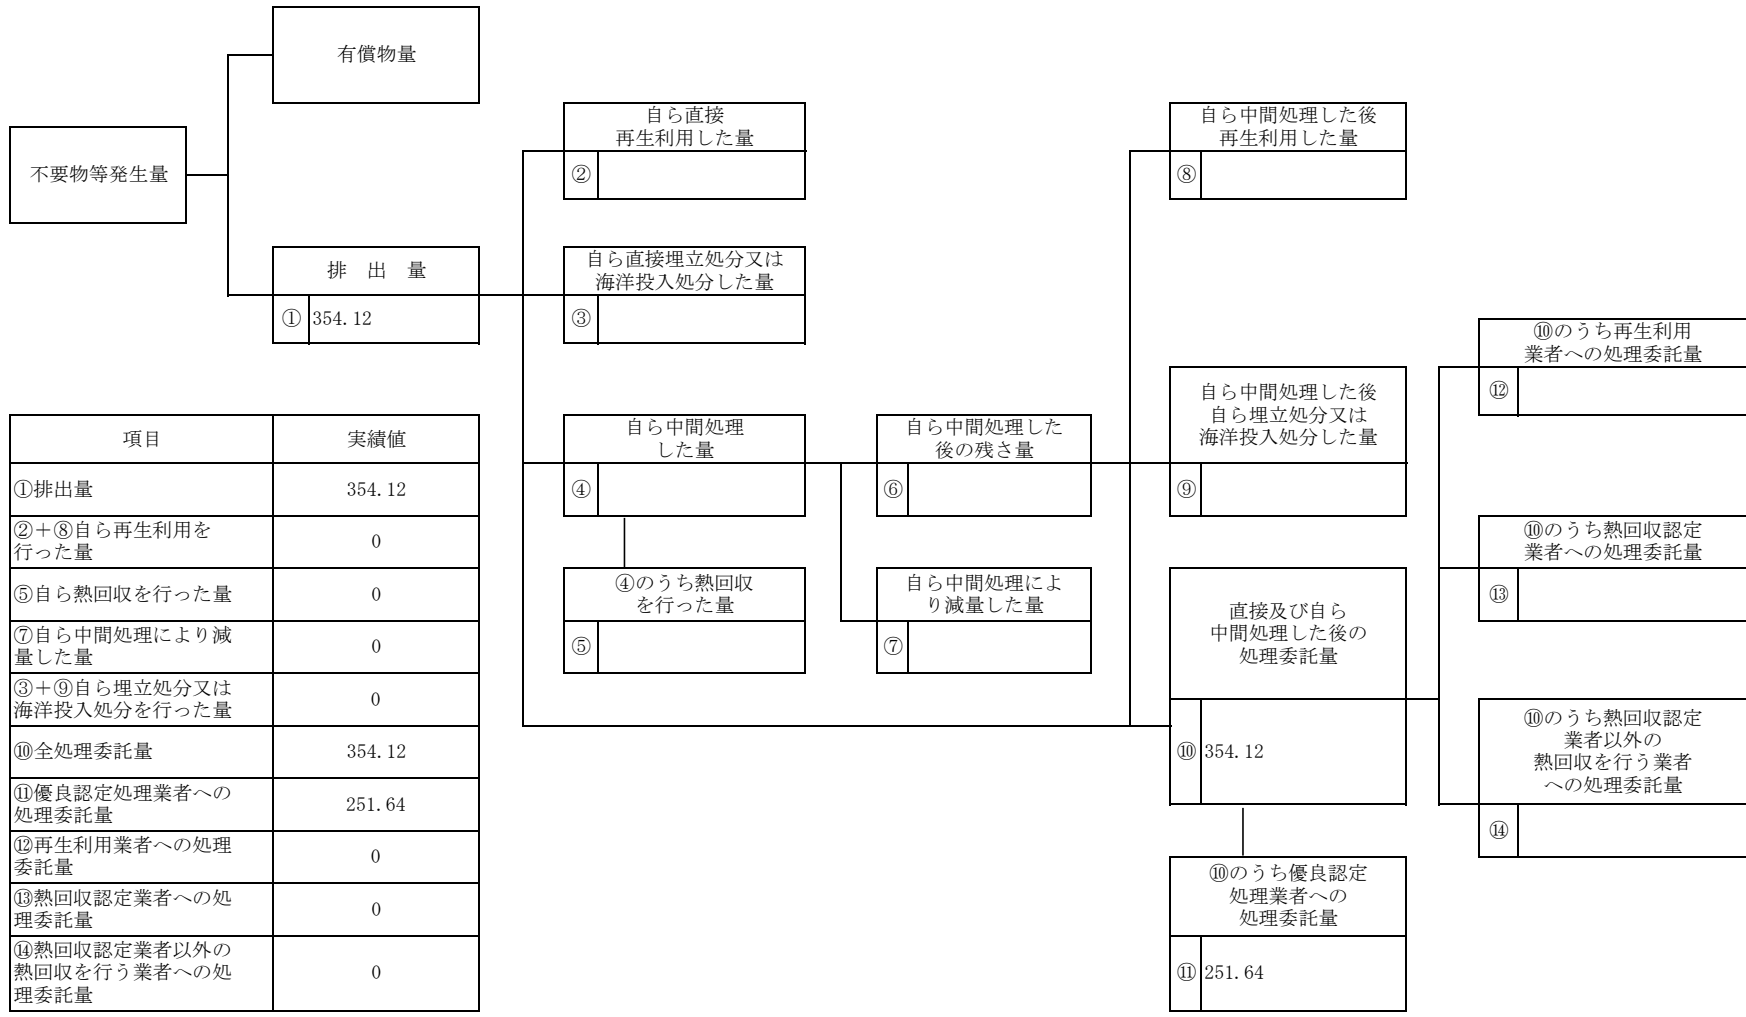 有償物量
不要物等発生量
排　出　量
①
354.12
自ら直接
再生利用した量
②
自ら直接埋立処分又は
海洋投入処分した量
③
自ら中間処理
した量
④
④のうち熱回収
を行った量
⑤
自ら中間処理した
後の残さ量
⑥
自ら中間処理によ
り減量した量
⑦
自ら中間処理した後
再生利用した量
⑧
自ら中間処理した後
自ら埋立処分又は
海洋投入処分した量
⑨
直接及び自ら
中間処理した後の
処理委託量
⑩
354.12
⑩のうち優良認定
処理業者への
処理委託量
⑪
251.64
⑩のうち再生利用
業者への処理委託量
⑫
⑩のうち熱回収認定
業者への処理委託量
⑬
⑩のうち熱回収認定
業者以外の
熱回収を行う業者
への処理委託量
⑭
項目
実績値
①排出量
354.12
②＋⑧自ら再生利用を
行った量
0
⑤自ら熱回収を行った量
0
⑦自ら中間処理により減
量した量
0
③＋⑨自ら埋立処分又は
海洋投入処分を行った量
0
⑩全処理委託量
354.12
⑪優良認定処理業者への
処理委託量
251.64
⑫再生利用業者への処理
委託量
0
⑬熱回収認定業者への処
理委託量
0
⑭熱回収認定業者以外の
熱回収を行う業者への処
理委託量
0